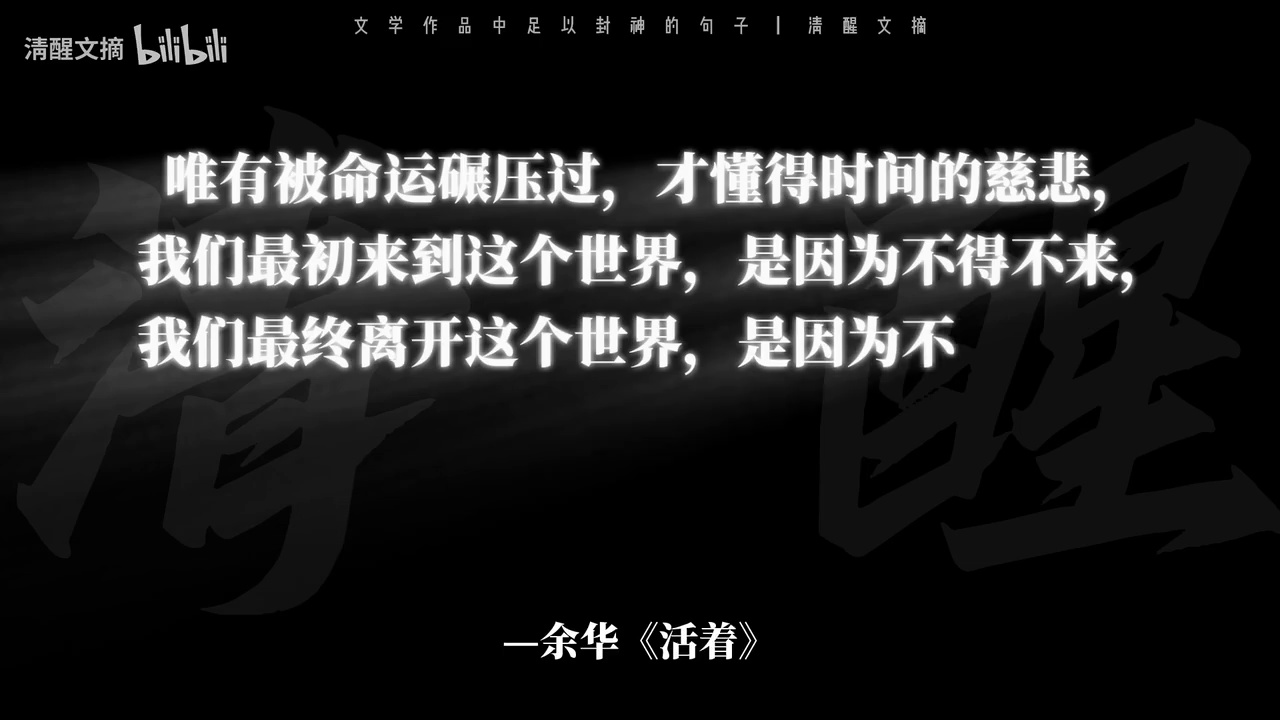 文学作品中足以封神的句子 | 清醒文摘
清醒文摘 bilibili
唯有被命运碾压过，才懂得时间的慈悲，
我们最初来到这个世界，是因为不得不来，
我们最终离开这个世界，是因为不
清醒
—余华《活着》